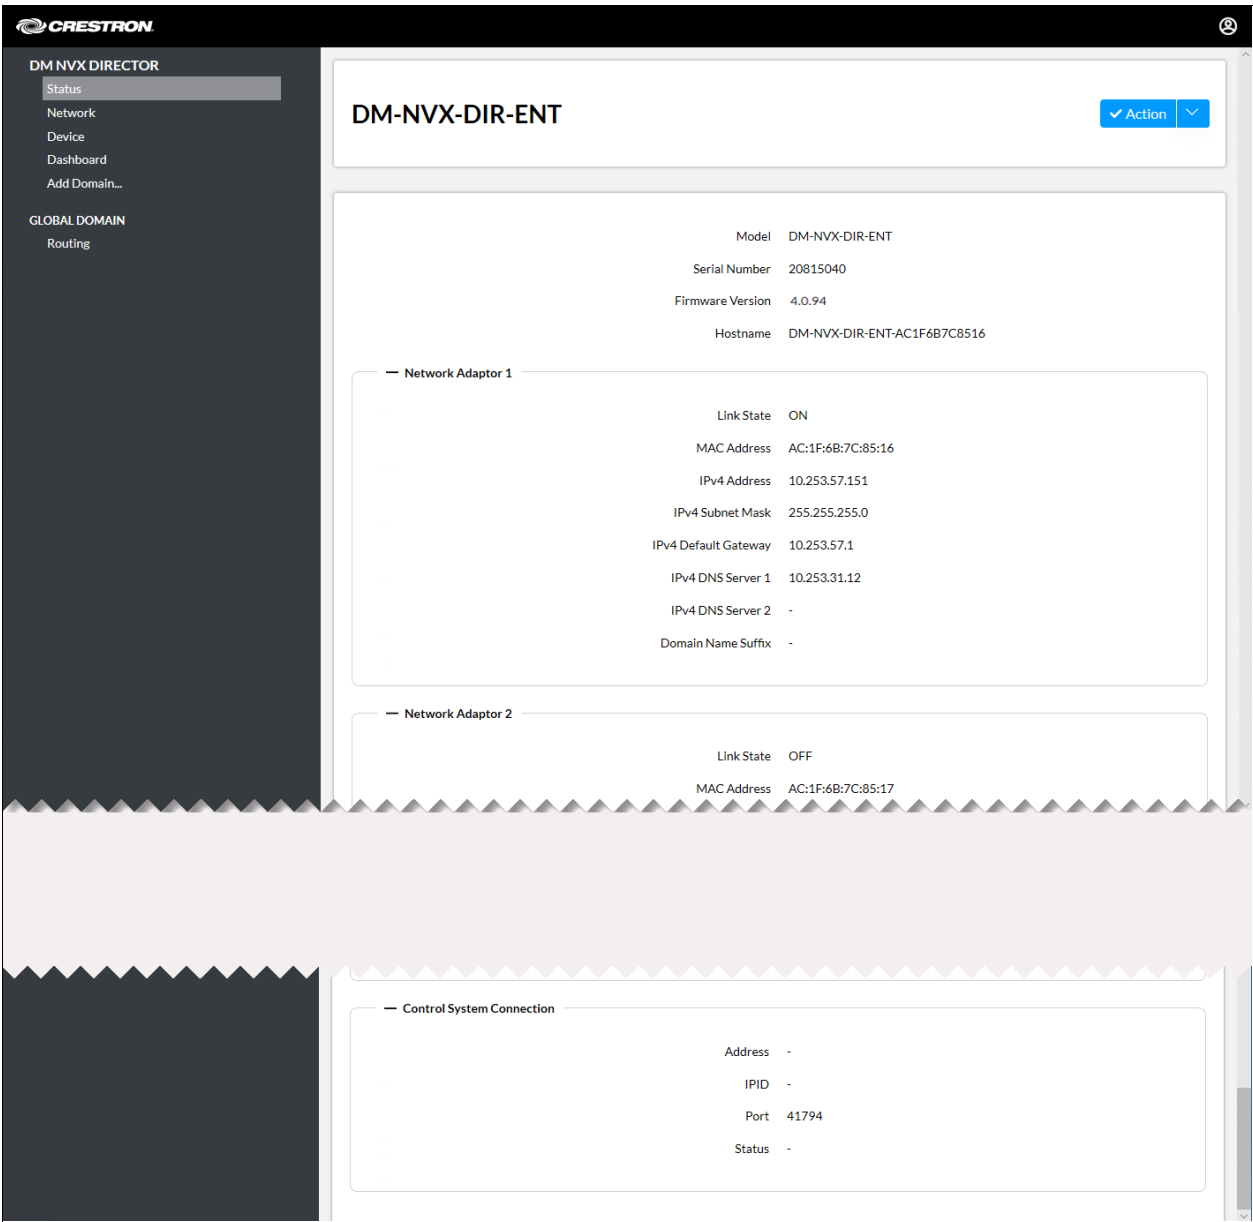 CRESTRON
DM NVX DIRECTOR
Status
Network
Device
Dashboard
Add Domain...
GLOBAL DOMAIN
Routing
DM-NVX-DIR-ENT
Action
Model DM-NVX-DIR-ENT
Serial Number 20815040
Firmware Version 4.0.94
Hostname DM-NVX-DIR-ENT-AC1F6B7C8516
Network Adaptor 1
Link State ON
MAC Address AC:1F:6B:7C:85:16
IPv4 Address 10.253.57.151
IPv4 Subnet Mask 255.255.255.0
IPv4 Default Gateway 10.253.57.1
IPv4 DNS Server 1 10.253.31.12
IPv4 DNS Server 2 -
Domain Name Suffix -
Network Adaptor 2
Link State OFF
MAC Address AC:1F:6B:7C:85:17
Control System Connection
Address -
IPID -
Port 41794
Status -